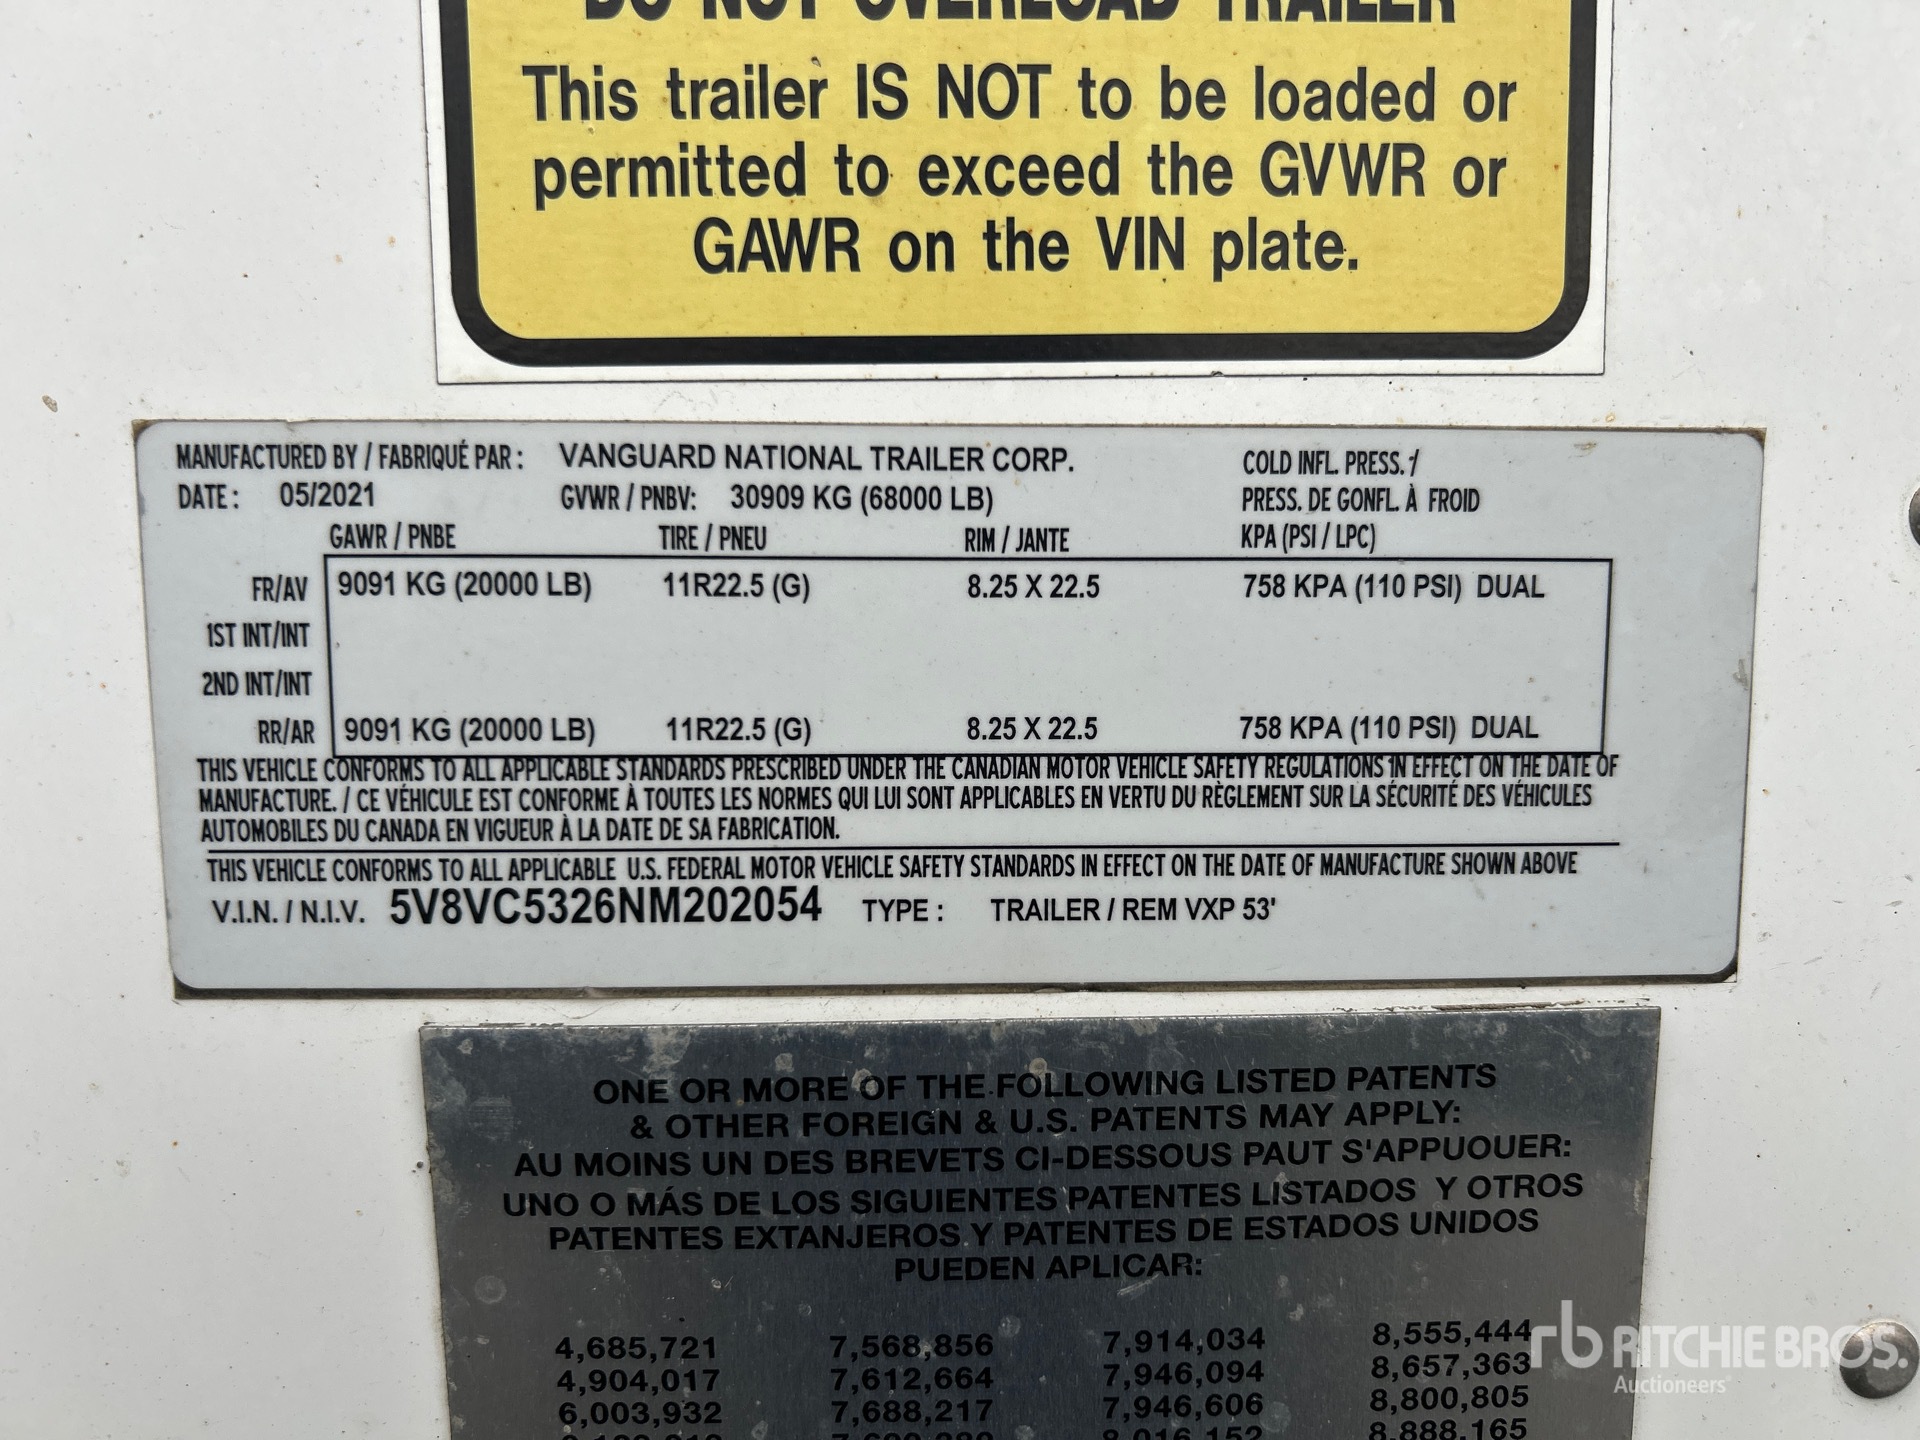 DO NOT OVERLOAD TRAILER
This trailer IS NOT to be loaded or
permitted to exceed the GVWR or
GAWR on the VIN plate.
MANUFACTURED BY / FABRIQUÉ PAR : VANGUARD NATIONAL TRAILER CORP. COLD INFL. PRESS. /
DATE : 05/2021 GVWR / PNBV: 30909 KG (68000 LB) PRESS. DE GONFL. À FROID
GAWR / PNBE TIRE / PNEU RIM / JANTE KPA (PSI / LPC)
FR/AV 9091 KG (20000 LB) 11R22.5 (G) 8.25 X 22.5 758 KPA (110 PSI) DUAL
1ST INT/INT
2ND INT/INT
RR/AR 9091 KG (20000 LB) 11R22.5 (G) 8.25 X 22.5 758 KPA (110 PSI) DUAL
THIS VEHICLE CONFORMS TO ALL APPLICABLE STANDARDS PRESCRIBED UNDER THE CANADIAN MOTOR VEHICLE SAFETY REGULATIONS IN EFFECT ON THE DATE OF
MANUFACTURE. / CE VÉHICULE EST CONFORME À TOUTES LES NORMES QUI LUI SONT APPLICABLES EN VERTU DU RÈGLEMENT SUR LA SÉCURITÉ DES VÉHICULES
AUTOMOBILES DU CANADA EN VIGUEUR À LA DATE DE SA FABRICATION.
THIS VEHICLE CONFORMS TO ALL APPLICABLE U.S. FEDERAL MOTOR VEHICLE SAFETY STANDARDS IN EFFECT ON THE DATE OF MANUFACTURE SHOWN ABOVE
V.I.N. / N.I.V. 5V8VC5326NM202054 TYPE : TRAILER / REM VXP 53'
ONE OR MORE OF THE FOLLOWING LISTED PATENTS
& OTHER FOREIGN & U.S. PATENTS MAY APPLY:
AU MOINS UN DES BREVETS CI-DESSOUS PAUT S'APPUOUER:
UNO O MÁS DE LOS SIGUIENTES PATENTES LISTADOS Y OTROS
PATENTES EXTANJEROS Y PATENTES DE ESTADOS UNIDOS
PUEDEN APLICAR:
4,685,721 7,568,856 7,914,034 8,555,444
4,904,017 7,612,664 7,946,094 8,657,363
6,003,932 7,688,217 7,946,606 8,800,805
8,016,152 8,888,165
rb RITCHIE BROS.
Auctioneers